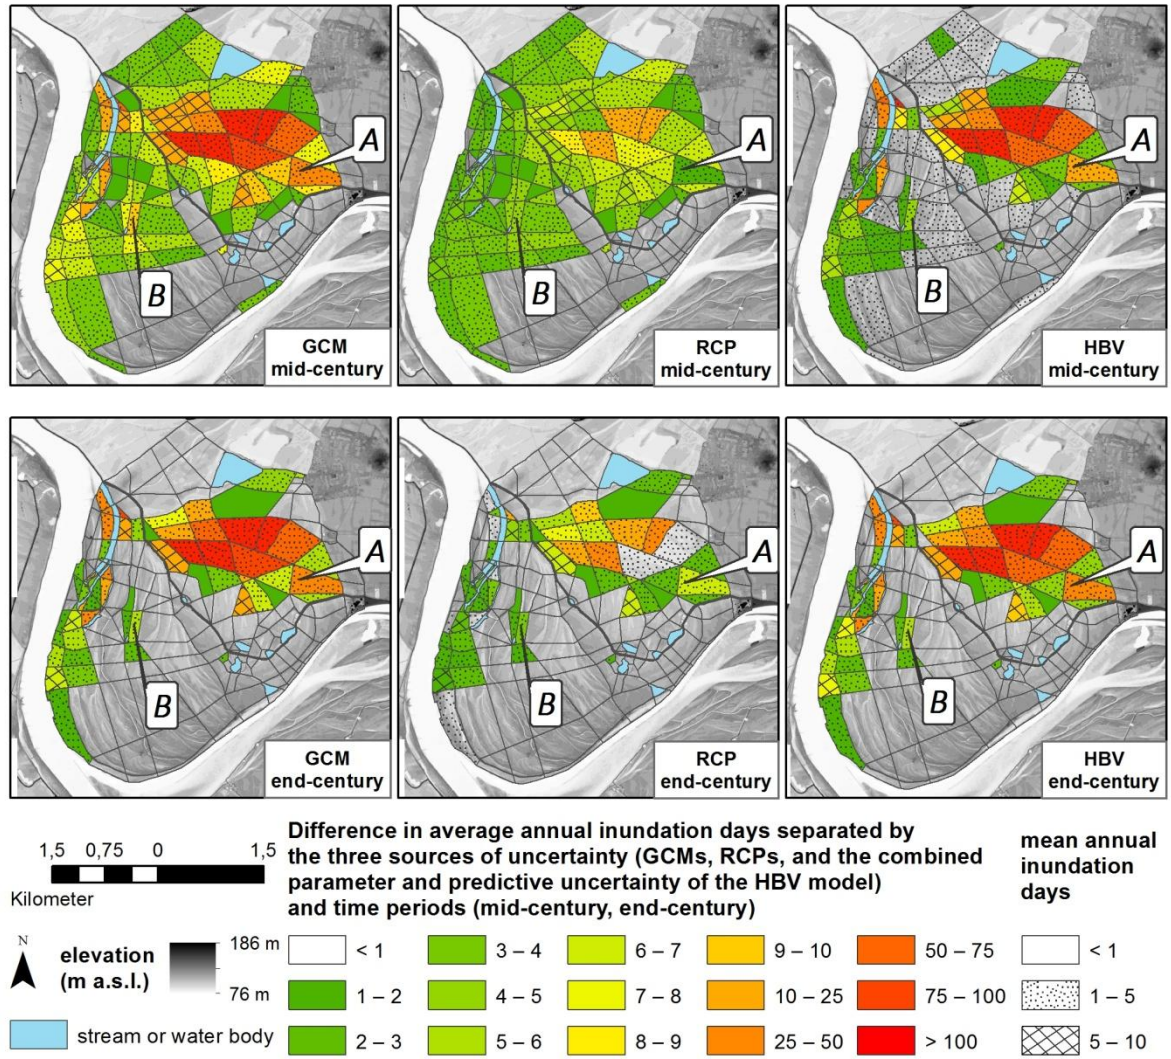 A
B
GCM
mid-century
A
B
RCP
mid-century
A
B
HBV
mid-century
A
B
GCM
end-century
A
B
RCP
end-century
A
B
HBV
end-century
1,5 0,75 0 1,5
Kilometer
Difference in average annual inundation days separated by
the three sources of uncertainty (GCMs, RCPs, and the combined
parameter and predictive uncertainty of the HBV model)
and time periods (mid-century, end-century)
mean annual
inundation
days
N
elevation
(m a.s.l.)
186 m
76 m
stream or water body
< 1
1 – 2
2 – 3
3 – 4
4 – 5
5 – 6
6 – 7
7 – 8
8 – 9
9 – 10
10 – 25
25 – 50
50 – 75
75 – 100
> 100
< 1
1 – 5
5 – 10